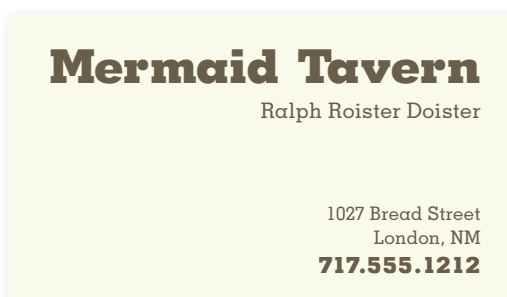 Mermaid Tavern
Ralph Roister Doister
1027 Bread Street
London, NM
717.555.1212